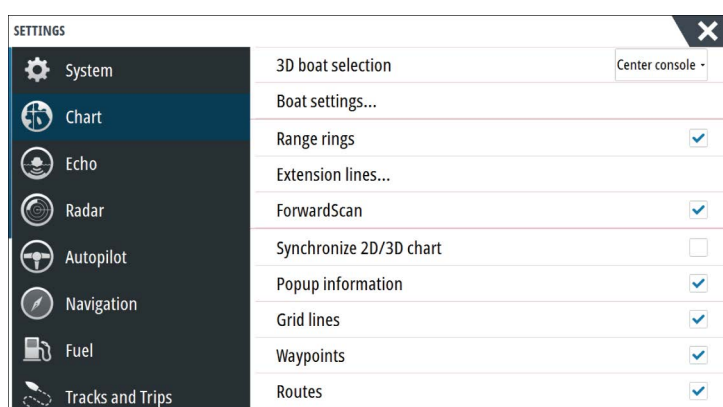 SETTINGS
System
Chart
Echo
Radar
Autopilot
Navigation
Fuel
Tracks and Trips
3D boat selection
Center console
Boat settings...
Range rings
Extension lines...
ForwardScan
Synchronize 2D/3D chart
Popup information
Grid lines
Waypoints
Routes